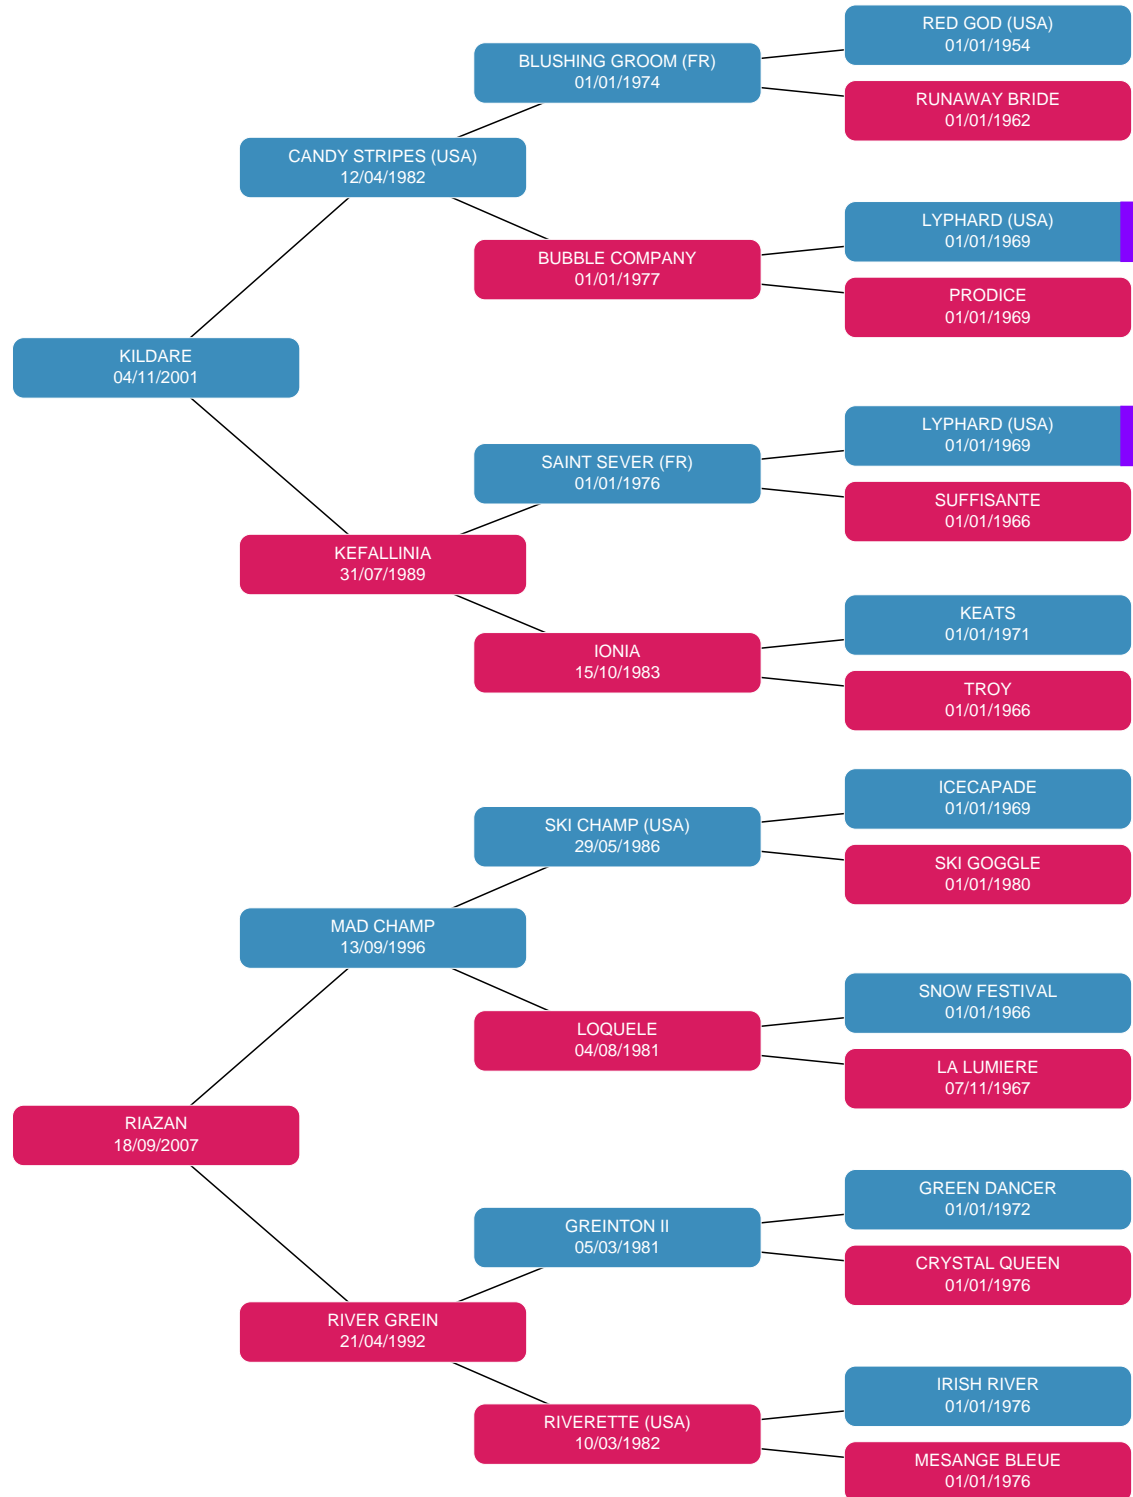 RED GOD (USA)
01/01/1954
BLUSHING GROOM (FR)
01/01/1974
RUNAWAY BRIDE
01/01/1962
CANDY STRIPES (USA)
12/04/1982
LYPHARD (USA)
01/01/1969
BUBBLE COMPANY
01/01/1977
PRODICE
01/01/1969
KILDARE
04/11/2001
LYPHARD (USA)
01/01/1969
SAINT SEVER (FR)
01/01/1976
SUFFISANTE
01/01/1966
KEFALLINIA
31/07/1989
KEATS
01/01/1971
IONIA
15/10/1983
TROY
01/01/1966
ICECAPADE
01/01/1969
SKI CHAMP (USA)
29/05/1986
SKI GOGGLE
01/01/1980
MAD CHAMP
13/09/1996
SNOW FESTIVAL
01/01/1966
LOQUELE
04/08/1981
LA LUMIERE
07/11/1967
RIAZAN
18/09/2007
GREEN DANCER
01/01/1972
GREINTON II
05/03/1981
CRYSTAL QUEEN
01/01/1976
RIVER GREIN
21/04/1992
IRISH RIVER
01/01/1976
RIVERETTE (USA)
10/03/1982
MESANGE BLEUE
01/01/1976